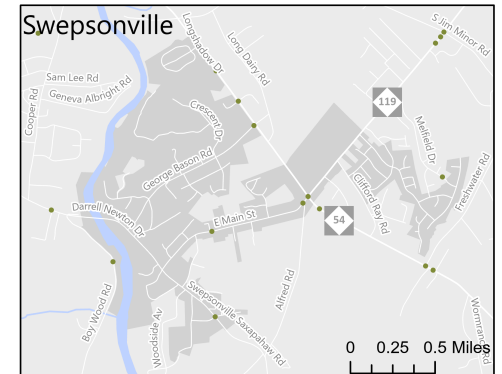 Swepsonville
S Jim Minor Rd
Longshadow Dr
Long Dairy Rd
Sam Lee Rd
Geneva Albright Rd
Cooper Rd
Crescent Dr
119
Melfield Dr
George Bason Rd
Freshwater Rd
Clifford Ray Rd
Darrell Newton Dr
E Main St
54
Alfred Rd
Boy Wood Rd
Swepsonville Saxapahaw Rd
Woodside Av
Wormranch Rd
0 0.25 0.5 Miles